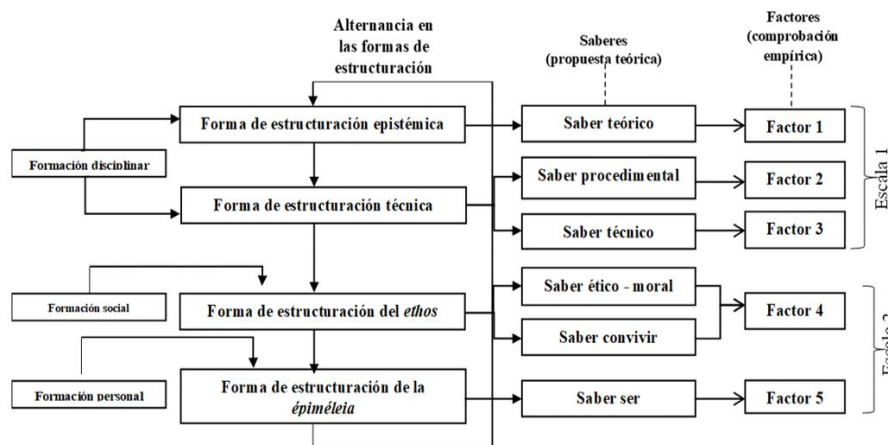 Alternancia en
las formas de
estructuración
Saberes
(propuesta teórica)
Factores
(comprobación
empírica)
Forma de estructuración epistémica
Saber teórico
Factor 1
Formación disciplinar
Saber procedimental
Factor 2
Forma de estructuración técnica
Saber técnico
Factor 3
Escala 1
Saber ético - moral
Formación social
Forma de estructuración del ethos
Factor 4
Saber convivir
Forma de estructuración de la
épiméleia
Formación personal
Saber ser
Factor 5